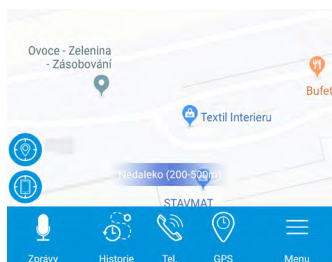 Ovoce - Zelenina
- Zásobování
Bufet
Textil Interieru
Nedaleko (200-500m)
STAVMAT
Zprávy
Historie
Tel.
GPS
Menu